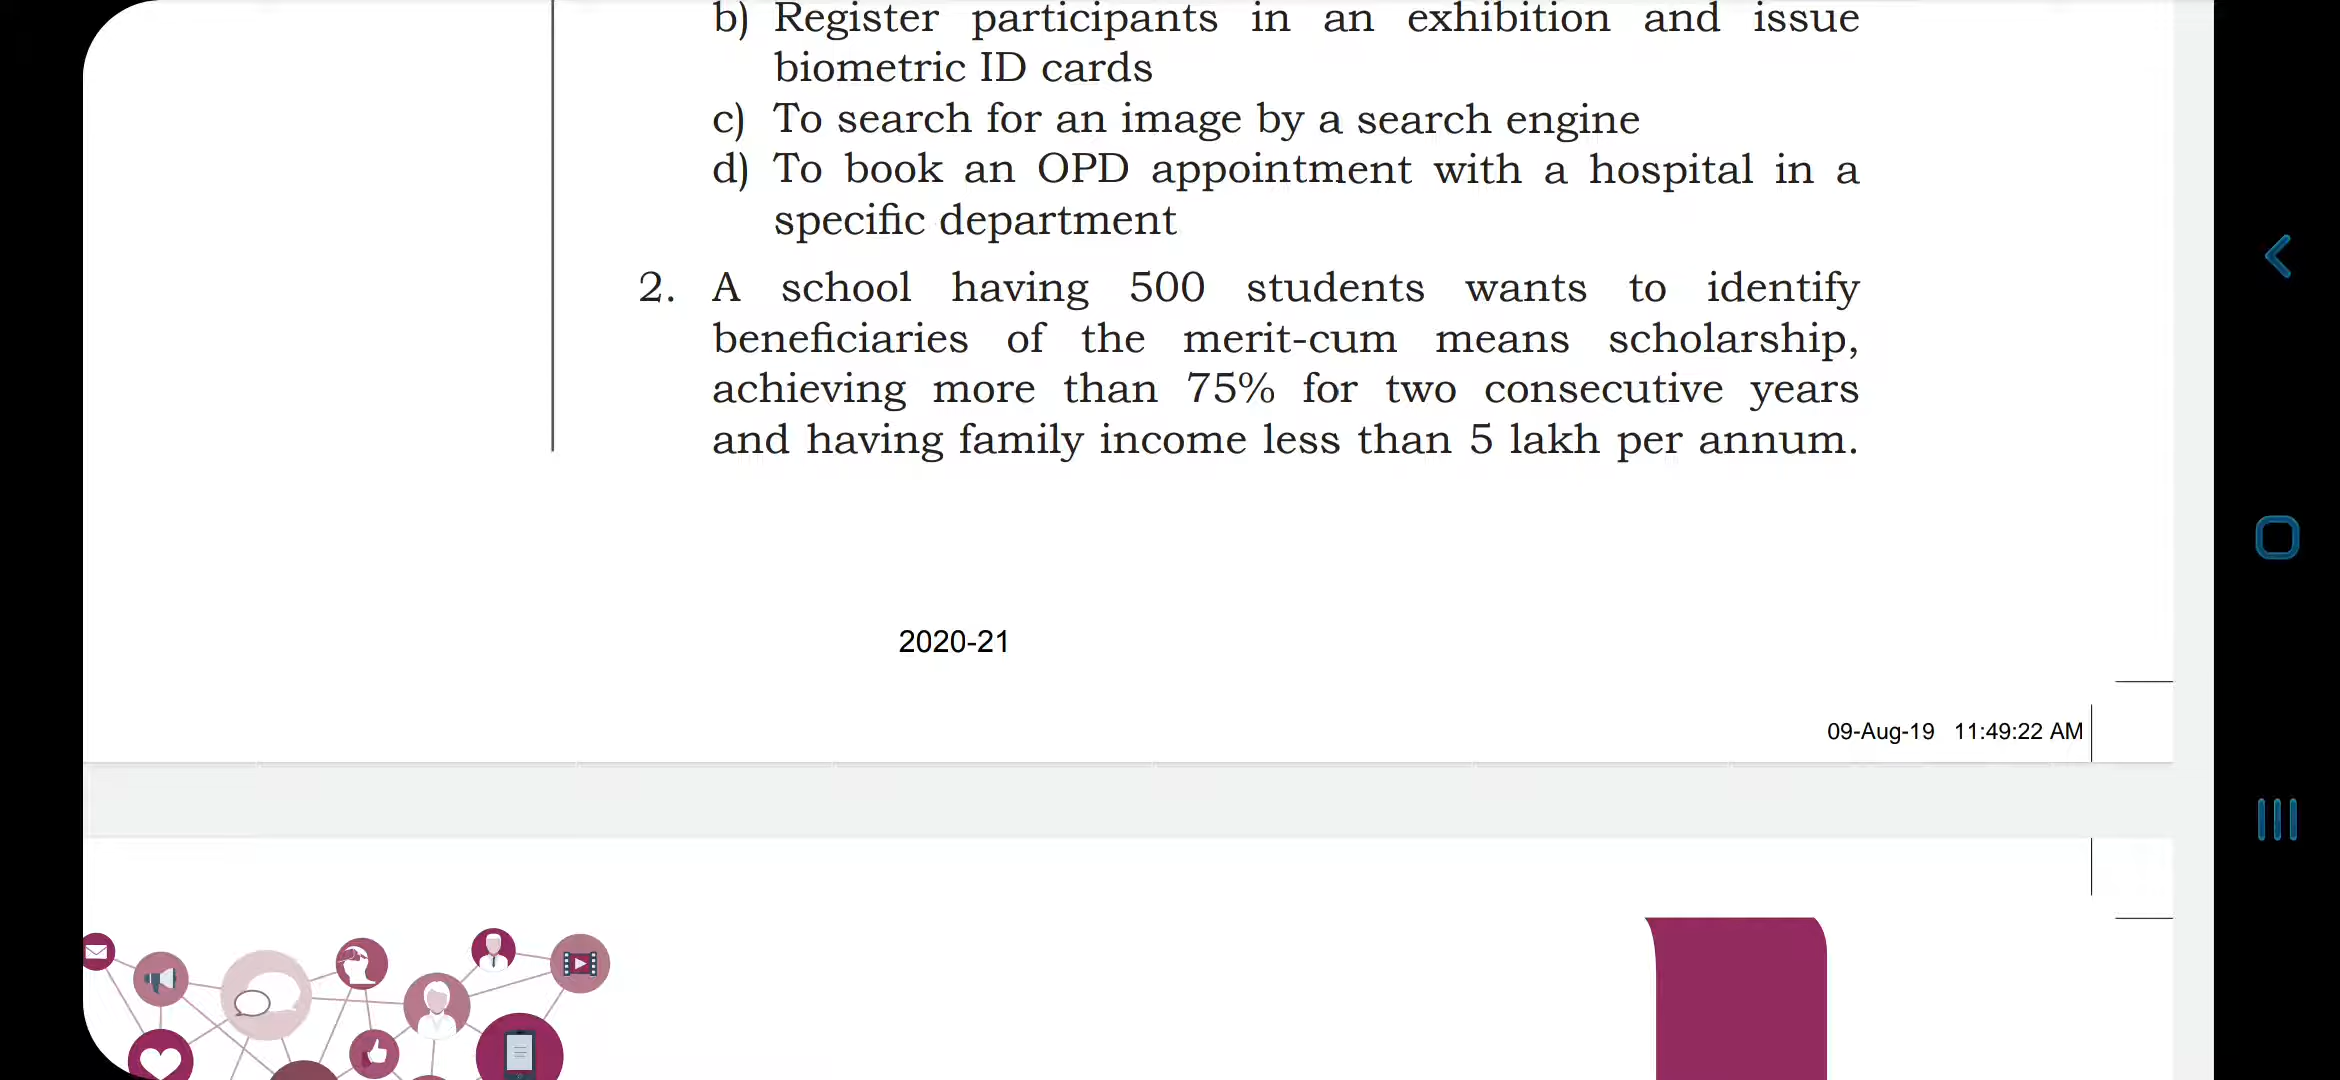 b) Register participants in an exhibition and issue
biometric ID cards
c) To search for an image by a search engine
d) To book an OPD appointment with a hospital in a
specific department
2. A school having 500 students wants to identify
beneficiaries of the merit-cum means scholarship,
achieving more than 75% for two consecutive years
and having family income less than 5 lakh per annum.
2020-21
09-Aug-19 11:49:22 AM